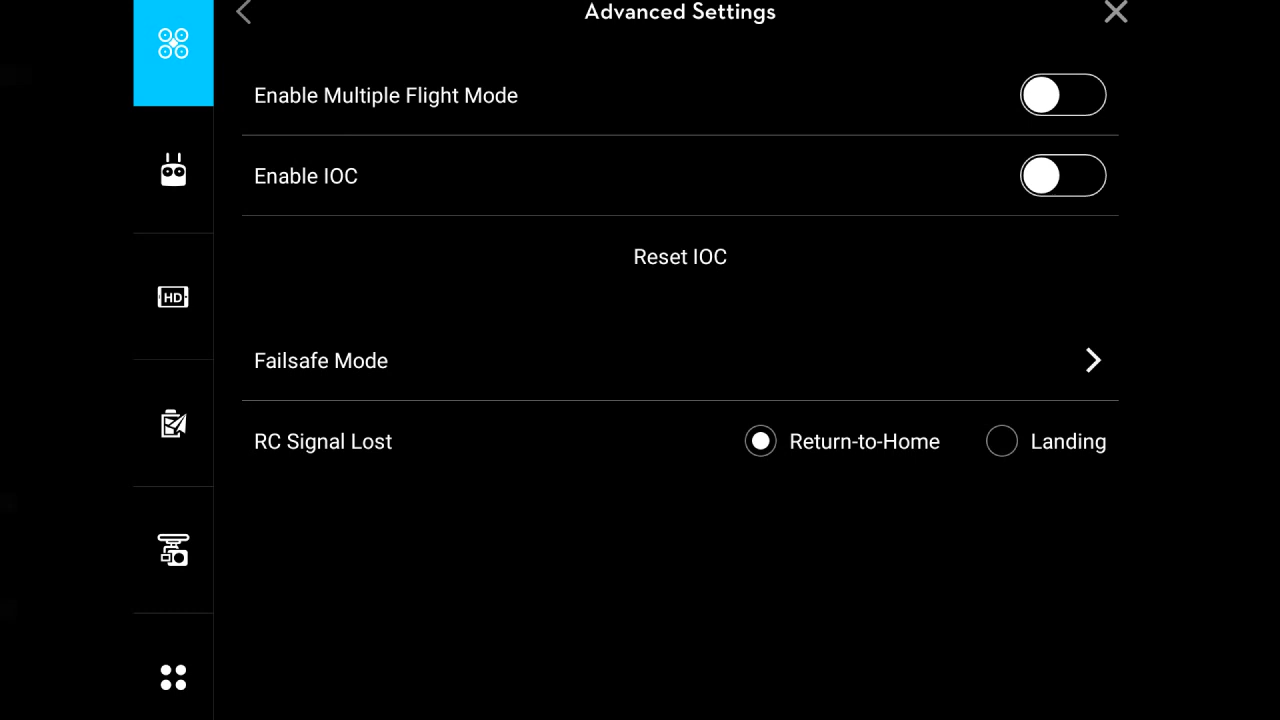 Advanced Settings
Enable Multiple Flight Mode
Enable IOC
Reset IOC
Failsafe Mode
RC Signal Lost Return-to-Home Landing
HD